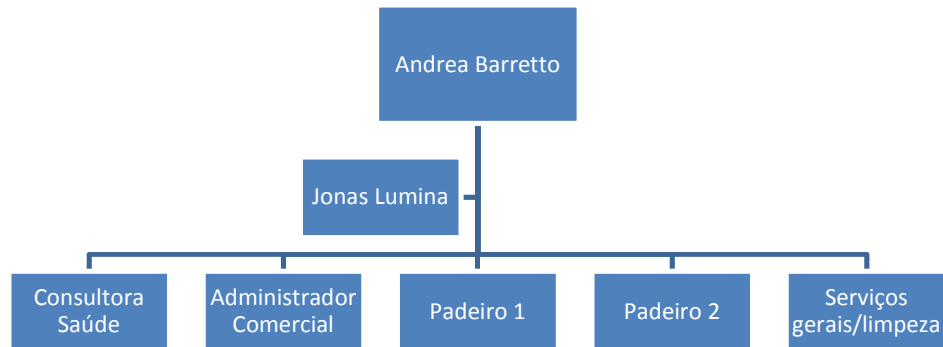 Andrea Barretto
Jonas Lumina
Consultora
Saúde
Administrador
Comercial
Padeiro 1
Padeiro 2
Serviços
gerais/limpeza